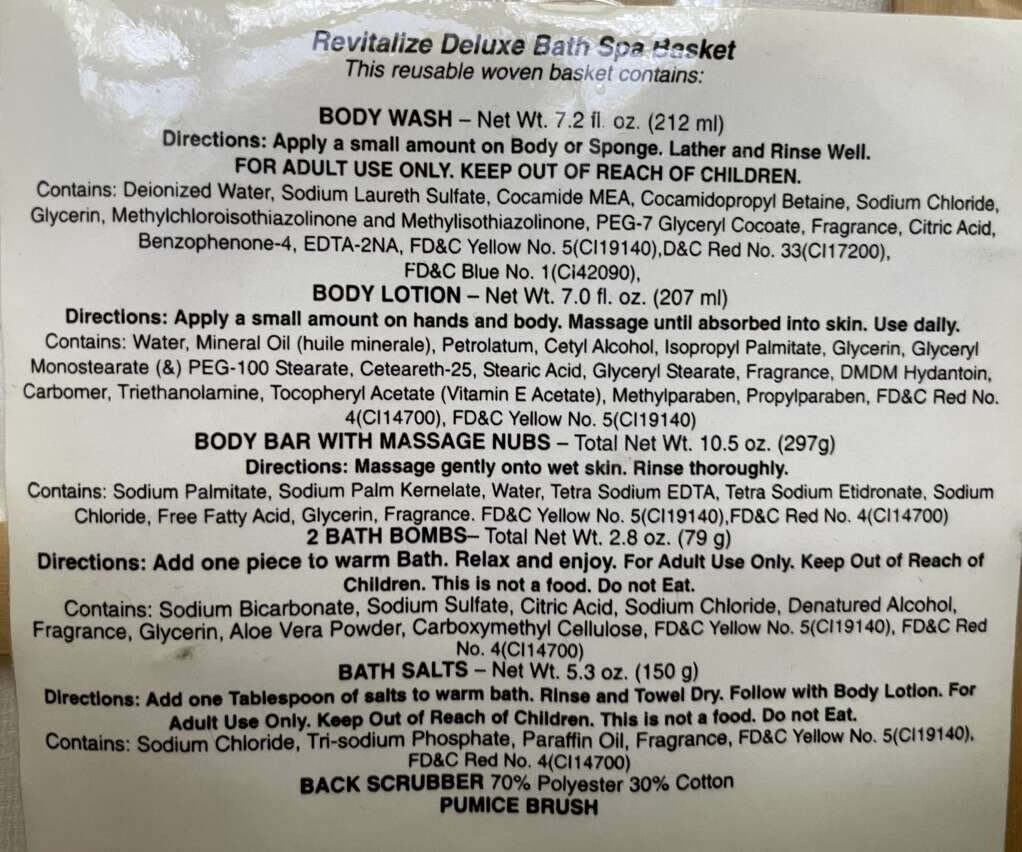 Revitalize Deluxe Bath Spa Basket
This reusable woven basket contains:
BODY WASH – Net Wt. 7.2 fl. oz. (212 ml)
Directions: Apply a small amount on Body or Sponge. Lather and Rinse Well.
FOR ADULT USE ONLY. KEEP OUT OF REACH OF CHILDREN.
Contains: Deionized Water, Sodium Laureth Sulfate, Cocamide MEA, Cocamidopropyl Betaine, Sodium Chloride,
Glycerin, Methylchloroisothiazolinone and Methylisothiazolinone, PEG-7 Glyceryl Cocoate, Fragrance, Citric Acid,
Benzophenone-4, EDTA-2NA, FD&C Yellow No. 5(CI19140),D&C Red No. 33(CI17200),
FD&C Blue No. 1(Ci42090),
BODY LOTION – Net Wt. 7.0 fl. oz. (207 ml)
Directions: Apply a small amount on hands and body. Massage until absorbed into skin. Use daily.
Contains: Water, Mineral Oil (huile minerale), Petrolatum, Cetyl Alcohol, Isopropyl Palmitate, Glycerin, Glyceryl
Monostearate (&) PEG-100 Stearate, Ceteareth-25, Stearic Acid, Glyceryl Stearate, Fragrance, DMDM Hydantoin,
Carbomer, Triethanolamine, Tocopheryl Acetate (Vitamin E Acetate), Methylparaben, Propylparaben, FD&C Red No.
4(CI14700), FD&C Yellow No. 5(CI19140)
BODY BAR WITH MASSAGE NUBS – Total Net Wt. 10.5 oz. (297g)
Directions: Massage gently onto wet skin. Rinse thoroughly.
Contains: Sodium Palmitate, Sodium Palm Kernelate, Water, Tetra Sodium EDTA, Tetra Sodium Etidronate, Sodium
Chloride, Free Fatty Acid, Glycerin, Fragrance. FD&C Yellow No. 5(CI19140),FD&C Red No. 4(CI14700)
2 BATH BOMBS– Total Net Wt. 2.8 oz. (79 g)
Directions: Add one piece to warm Bath. Relax and enjoy. For Adult Use Only. Keep Out of Reach of
Children. This is not a food. Do not Eat.
Contains: Sodium Bicarbonate, Sodium Sulfate, Citric Acid, Sodium Chloride, Denatured Alcohol,
Fragrance, Glycerin, Aloe Vera Powder, Carboxymethyl Cellulose, FD&C Yellow No. 5(CI19140), FD&C Red
No. 4(CI14700)
BATH SALTS – Net Wt. 5.3 oz. (150 g)
Directions: Add one Tablespoon of salts to warm bath. Rinse and Towel Dry. Follow with Body Lotion. For
Adult Use Only. Keep Out of Reach of Children. This is not a food. Do not Eat.
Contains: Sodium Chloride, Tri-sodium Phosphate, Paraffin Oil, Fragrance, FD&C Yellow No. 5(CI19140),
FD&C Red No. 4(CI14700)
BACK SCRUBBER 70% Polyester 30% Cotton
PUMICE BRUSH